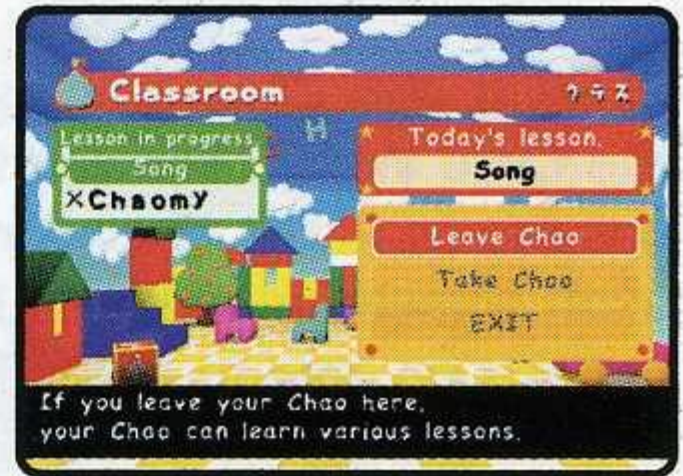 Classroom
クラス
Lesson in progress
Song
×Chaomy
Today's lesson.
Song
Leave Chao
Take Chao
EXIT
If you leave your Chao here,
your Chao can learn various lessons.